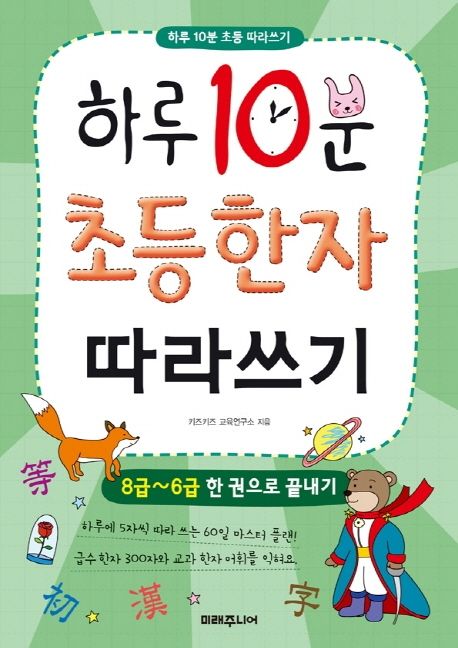 하루 10분 초등 따라쓰기
하루 10분
초등한자
따라쓰기
키즈키즈 교육연구소 지음
8급~6급 한 권으로 끝내기
하루에 5자씩 따라 쓰는 60일 마스터 플랜!
급수 한자 300자와 교과 한자 어휘를 익혀요.
等
初 漢 字
미래주니어